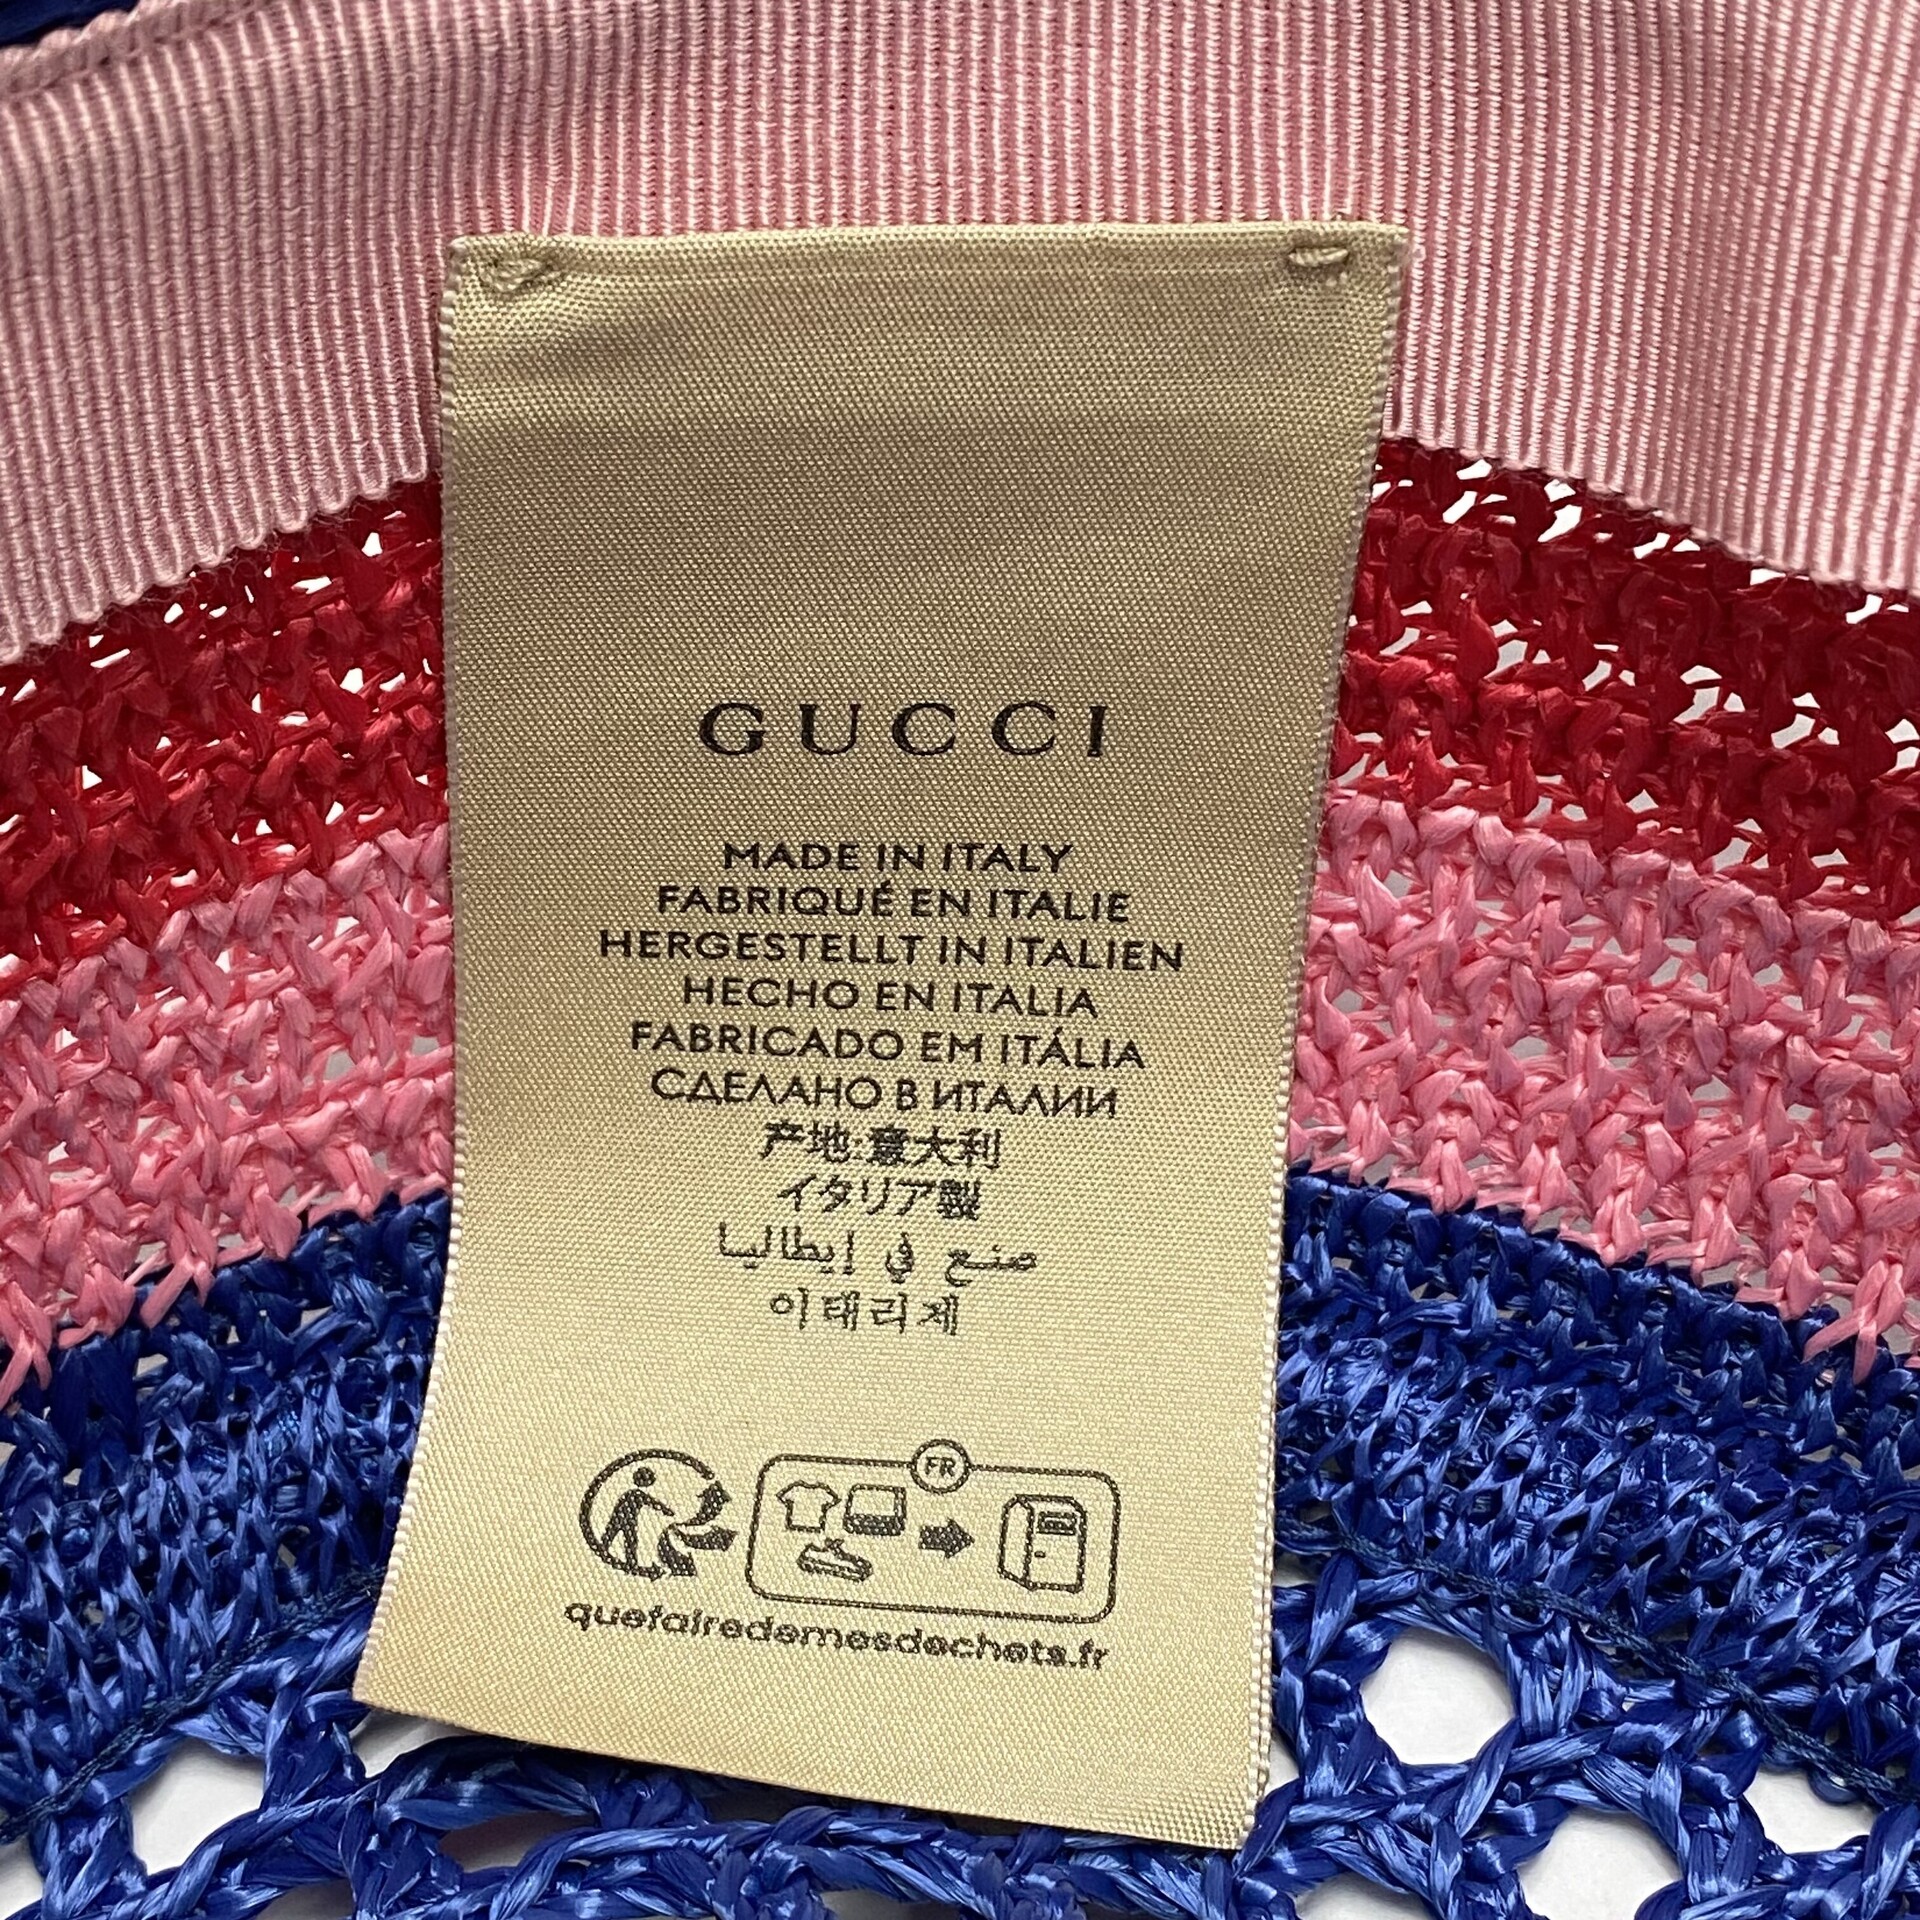 GUCCI
MADE IN ITALY
FABRIQUÉ EN ITALIE
HERGESTELLT IN ITALIEN
HECHO EN ITALIA
FABRICADO EM ITÁLIA
СДЕЛАНО В ИТАЛИИ
产地:意大利
イタリア製
صنع في إيطاليا
이태리제
FR
quefairedemesdechets.fr